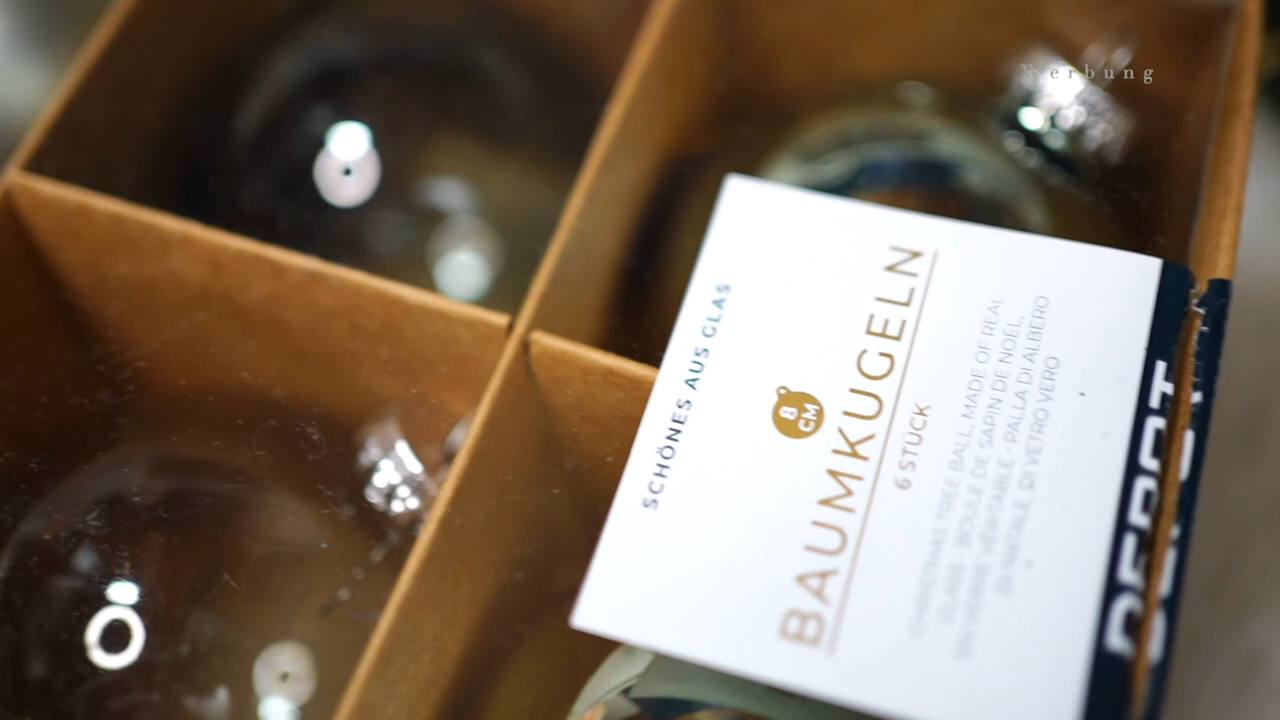 Werbung
SCHÖNES AUS GLAS
8
CM
BAUMKUGELN
6 STÜCK
CHRISTMAS TREE BALL, MADE OF REAL
GLASS · BOULE DE SAPIN DE NOËL,
EN VERRE VÉRITABLE · PALLA DI ALBERO
DI NATALE, DI VETRO VERO
DEPOT